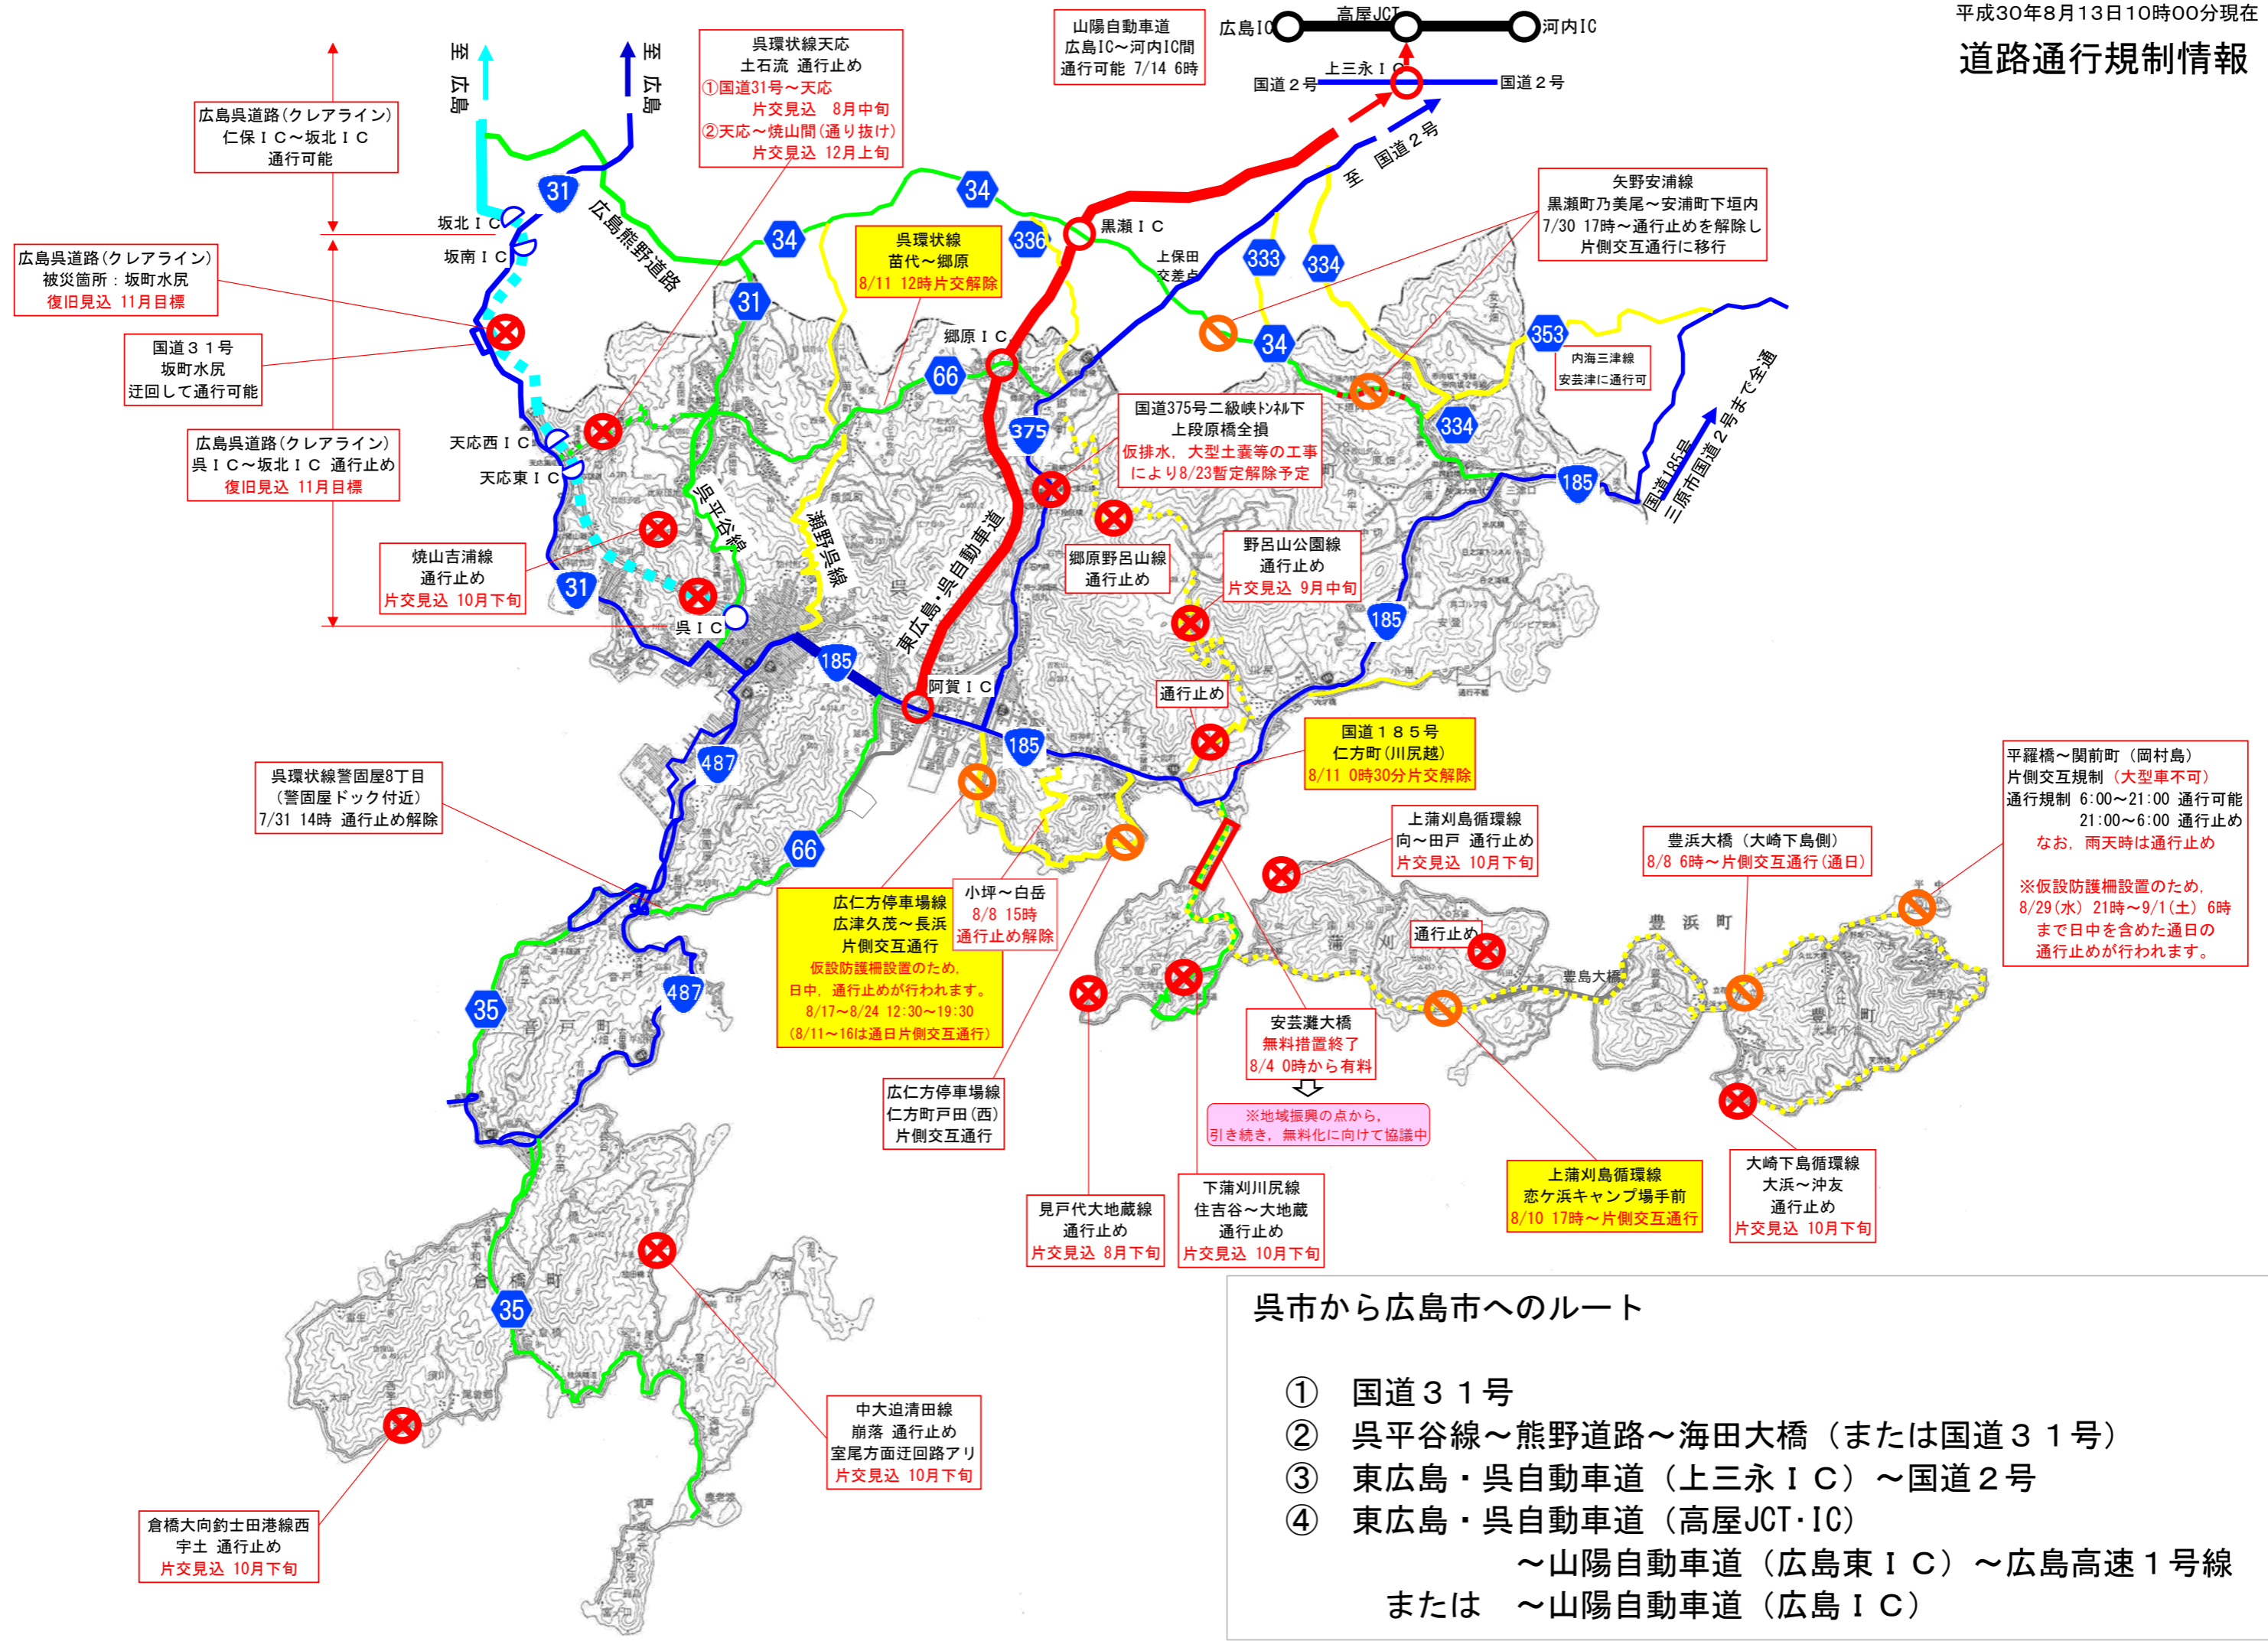 平成30年8月13日10時00分現在
道路通行規制情報
山陽自動車道
広島IC～河内IC間
通行可能 7/14 6時
広島IC
高屋JCT
河内IC
国道２号
上三永ＩＣ
国道２号
至 国道２号
至 広島
至 広島
広島呉道路(クレアライン)
仁保ＩＣ～坂北ＩＣ
通行可能
呉環状線天応
土石流 通行止め
①国道31号～天応
片交見込 8月中旬
②天応～焼山間(通り抜け)
片交見込 12月上旬
矢野安浦線
黒瀬町乃美尾～安浦町下垣内
7/30 17時～通行止めを解除し
片側交互通行に移行
31
広島熊野道路
34
34
336
黒瀬ＩＣ
上保田
交差点
333
334
坂北ＩＣ
坂南ＩＣ
広島呉道路(クレアライン)
被災箇所：坂町水尻
復旧見込 11月目標
国道３１号
坂町水尻
迂回して通行可能
呉環状線
苗代～郷原
8/11 12時片交解除
31
郷原ＩＣ
66
34
353
内海三津線
安芸津に通行可
334
国道185号
三原市国道２号まで全通
広島呉道路(クレアライン)
呉ＩＣ～坂北ＩＣ 通行止め
復旧見込 11月目標
天応西ＩＣ
天応東ＩＣ
375
国道375号二級峡ﾄﾝﾈﾙ下
上段原橋全損
仮排水，大型土嚢等の工事
により8/23暫定解除予定
185
呉平谷線
瀬野呉線
東広島・呉自動車道
呉
焼山吉浦線
通行止め
片交見込 10月下旬
郷原野呂山線
通行止め
野呂山公園線
通行止め
片交見込 9月中旬
31
呉ＩＣ
185
185
阿賀ＩＣ
通行不能
通行止め
185
国道１８５号
仁方町(川尻越)
8/11 0時30分片交解除
487
呉環状線警固屋8丁目
(警固屋ドック付近)
7/31 14時 通行止め解除
66
平羅橋～関前町（岡村島）
片側交互規制（大型車不可）
通行規制 6:00～21:00 通行可能
21:00～6:00 通行止め
なお，雨天時は通行止め
※仮設防護柵設置のため，
8/29(水) 21時～9/1(土) 6時
まで日中を含めた通日の
通行止めが行われます。
上蒲刈島循環線
向～田戸 通行止め
片交見込 10月下旬
豊浜大橋（大崎下島側）
8/8 6時～片側交互通行(通日)
広仁方停車場線
広津久茂～長浜
片側交互通行
仮設防護柵設置のため，
日中，通行止めが行われます。
8/17～8/24 12:30～19:30
(8/11～16は通日片側交互通行)
小坪～白岳
8/8 15時
通行止め解除
通行止め
蒲 刈
豊 浜 町
豊島大橋
豊 町
35
487
音 戸 町
安芸灘大橋
無料措置終了
8/4 0時から有料
※地域振興の点から，
引き続き，無料化に向けて協議中
広仁方停車場線
仁方町戸田(西)
片側交互通行
見戸代大地蔵線
通行止め
片交見込 8月下旬
下蒲刈川尻線
住吉谷～大地蔵
通行止め
片交見込 10月下旬
上蒲刈島循環線
恋ケ浜キャンプ場手前
8/10 17時～片側交互通行
大崎下島循環線
大浜～沖友
通行止め
片交見込 10月下旬
倉 橋 町
35
中大迫清田線
崩落 通行止め
室尾方面迂回路アリ
片交見込 10月下旬
倉橋大向釣士田港線西
宇土 通行止め
片交見込 10月下旬
呉市から広島市へのルート
① 国道３１号
② 呉平谷線～熊野道路～海田大橋（または国道３１号）
③ 東広島・呉自動車道（上三永ＩＣ）～国道２号
④ 東広島・呉自動車道（高屋JCT・IC）
～山陽自動車道（広島東ＩＣ）～広島高速１号線
または ～山陽自動車道（広島ＩＣ）